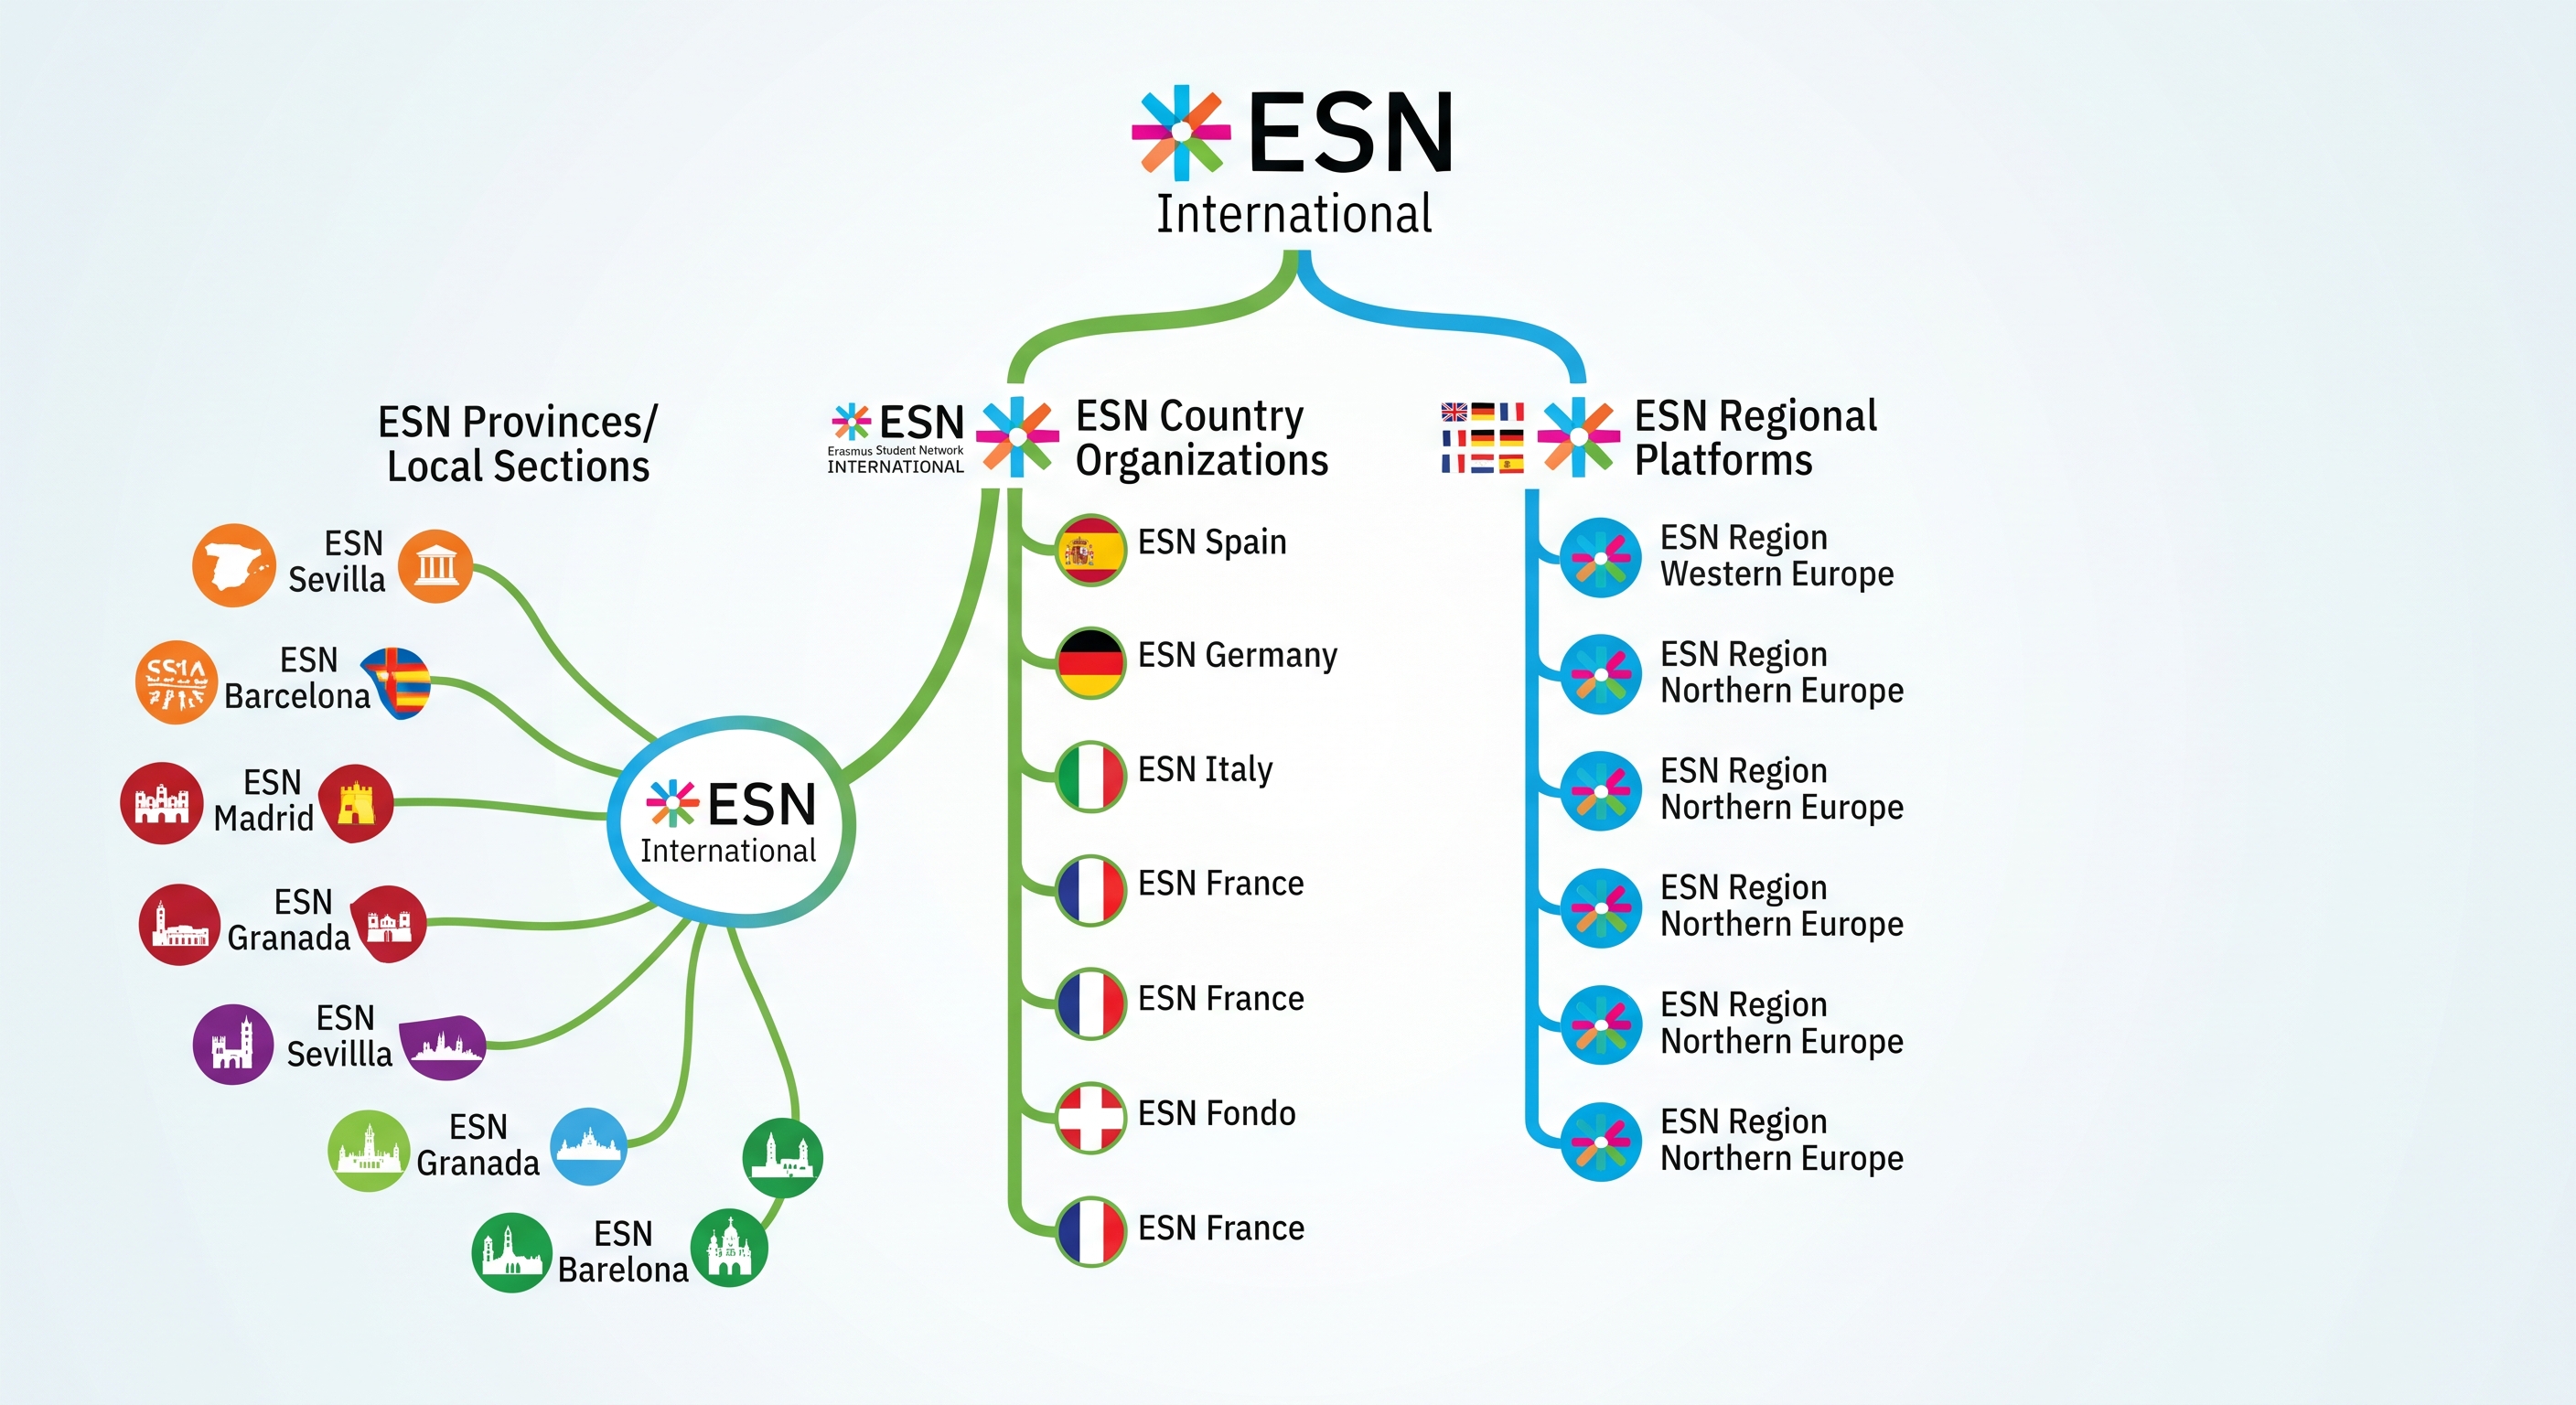 ESN
International
ESN Provinces/
Local Sections
ESN
Sevilla
ESN
Barcelona
ESN
Madrid
ESN
Granada
ESN
Sevillla
ESN
Granada
ESN
Barelona
ESN
International
ESN
Erasmus Student Network
INTERNATIONAL
ESN Country
Organizations
ESN Spain
ESN Germany
ESN Italy
ESN France
ESN France
ESN Fondo
ESN France
ESN Regional
Platforms
ESN Region
Western Europe
ESN Region
Northern Europe
ESN Region
Northern Europe
ESN Region
Northern Europe
ESN Region
Northern Europe
ESN Region
Northern Europe